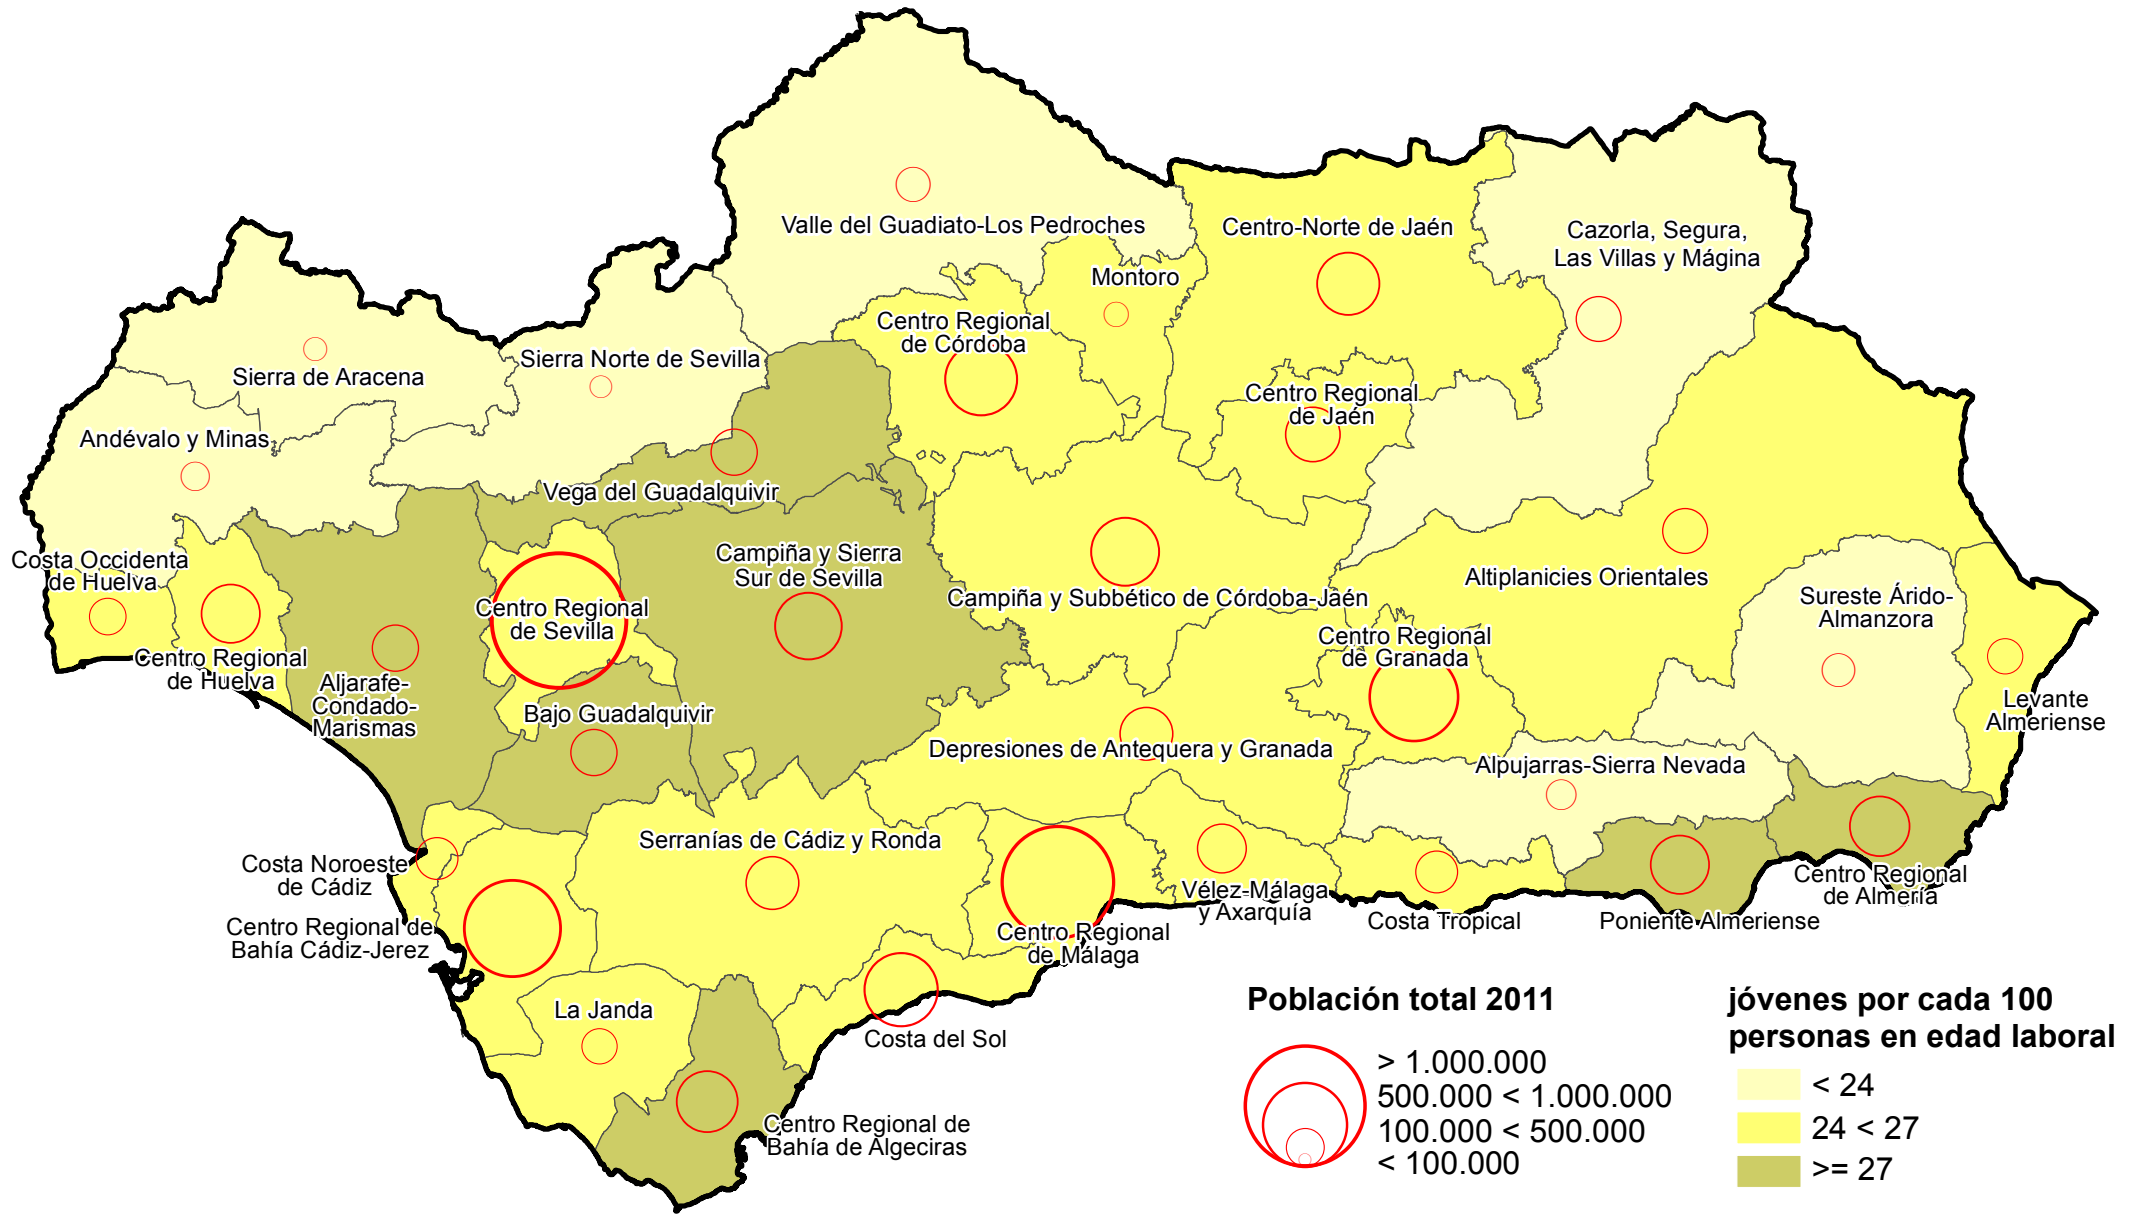 Valle del Guadiato-Los Pedroches
Centro-Norte de Jaén
Cazorla, Segura,
Las Villas y Mágina
Montoro
Centro Regional
de Córdoba
Sierra Norte de Sevilla
Sierra de Aracena
Centro Regional
de Jaén
Andévalo y Minas
Vega del Guadalquivir
Campiña y Sierra
Sur de Sevilla
Costa Occidenta
de Huelva
Altiplanicies Orientales
Campiña y Subbético de Córdoba-Jaén
Sureste Árido-
Almanzora
Centro Regional
de Sevilla
Centro Regional
de Granada
Centro Regional
de Huelva
Aljarafe-
Condado-
Marismas
Bajo Guadalquivir
Levante
Almeriense
Depresiones de Antequera y Granada
Alpujarras-Sierra Nevada
Serranías de Cádiz y Ronda
Costa Noroeste
de Cádiz
Vélez-Málaga
y Axarquía
Centro Regional
de Almería
Costa Tropical
Poniente Almeriense
Centro Regional de
Bahía Cádiz-Jerez
Centro Regional
de Málaga
La Janda
Costa del Sol
Centro Regional de
Bahía de Algeciras
Población total 2011
> 1.000.000
500.000 < 1.000.000
100.000 < 500.000
< 100.000
jóvenes por cada 100
personas en edad laboral
< 24
24 < 27
>= 27